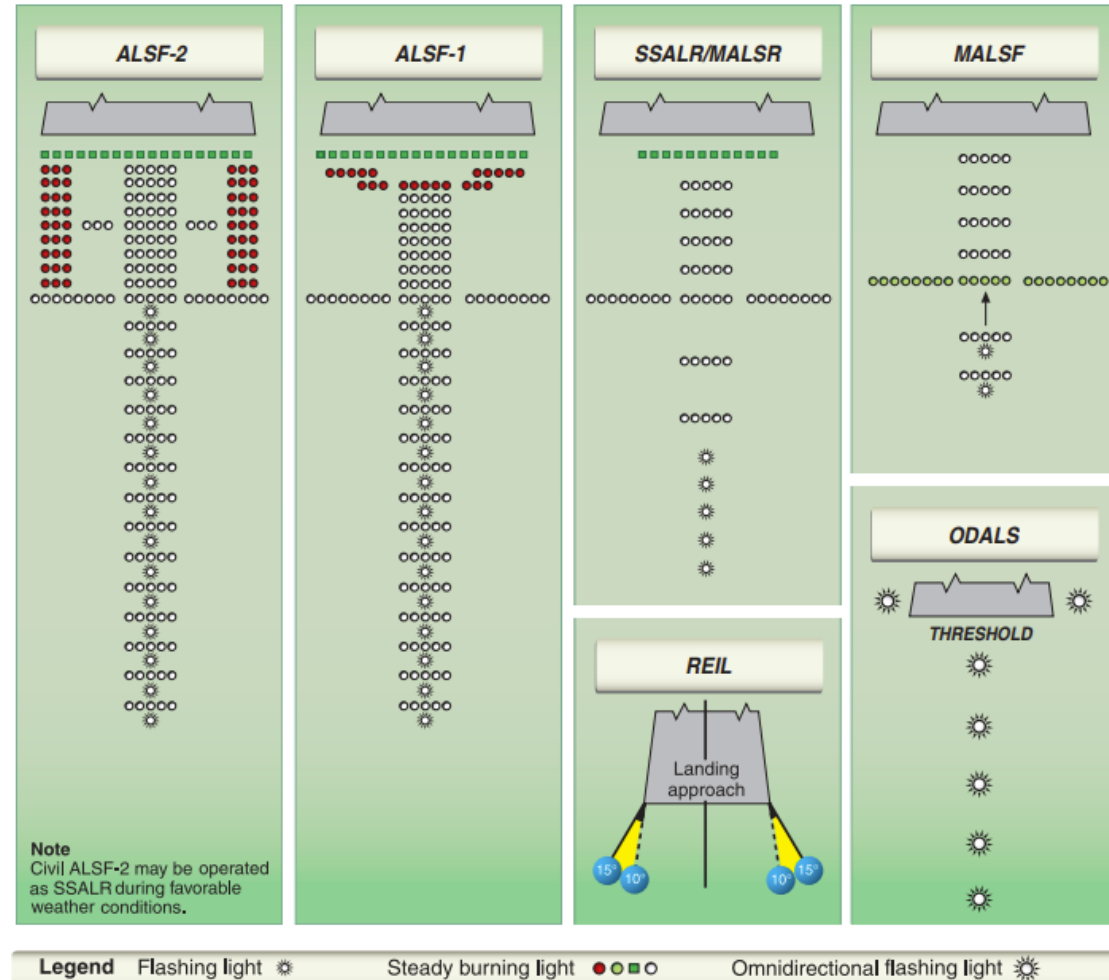 ALSF-2
Note
Civil ALSF-2 may be operated
as SSALR during favorable
weather conditions.
ALSF-1
SSALR/MALSR
REIL
Landing
approach
15°
10°
10°
15°
MALSF
ODALS
THRESHOLD
Legend Flashing light Steady burning light Omnidirectional flashing light